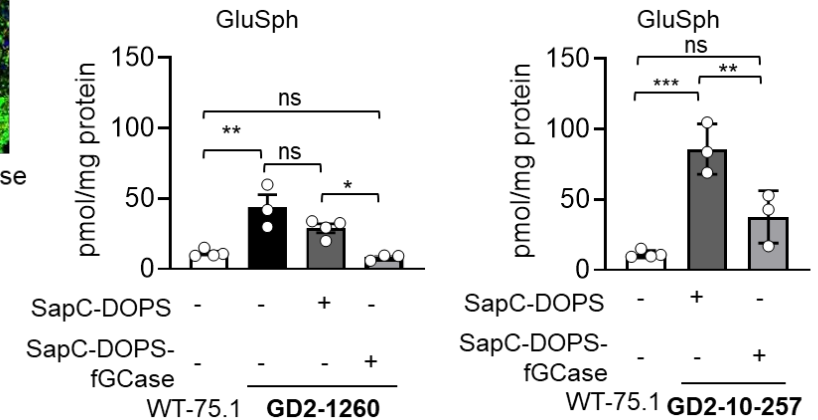 GluSph
150
100
50
0
pmol/mg protein
ns
**
ns
*
SapC-DOPS - - + -
SapC-DOPS-
fGCase - - - +
WT-75.1 GD2-1260
se
GluSph
150
100
50
0
pmol/mg protein
ns
**
***
SapC-DOPS - + -
SapC-DOPS-
fGCase - - +
WT-75.1 GD2-10-257